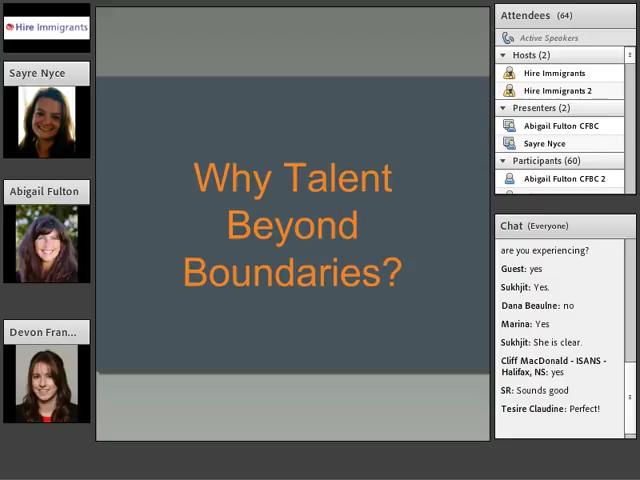 Hire Immigrants
Sayre Nyce
Abigail Fulton
Devon Fran...
Why Talent
Beyond
Boundaries?
Attendees (64)
Active Speakers
Hosts (2)
Hire Immigrants
Hire Immigrants 2
Presenters (2)
Abigail Fulton CFBC
Sayre Nyce
Participants (60)
Abigail Fulton CFBC 2
Chat (Everyone)
are you experiencing?
Guest: yes
Sukhjit: Yes.
Dana Beaulne: no
Marina: Yes
Sukhjit: She is clear.
Cliff MacDonald - ISANS -
Halifax, NS: yes
SR: Sounds good
Tesire Claudine: Perfect!